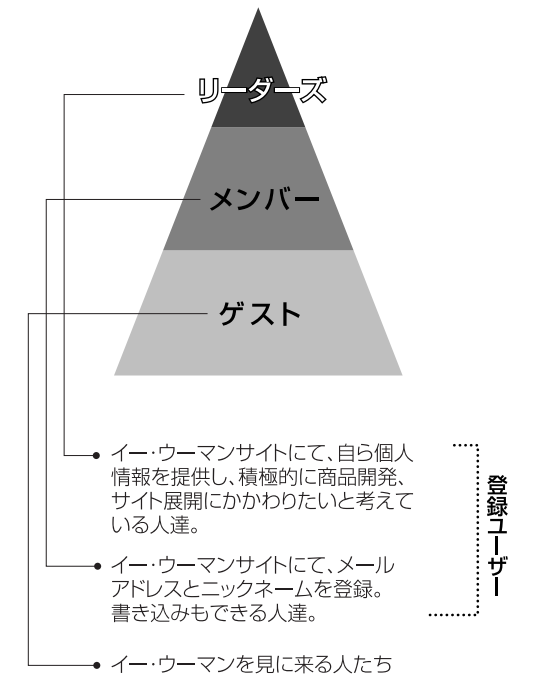 リーダーズ
メンバー
ゲスト
イー・ウーマンサイトにて、自ら個人
情報を提供し、積極的に商品開発、
サイト展開にかかわりたいと考えて
いる人達。
イー・ウーマンサイトにて、メール
アドレスとニックネームを登録。
書き込みもできる人達。
登録ユーザー
イー・ウーマンを見に来る人たち